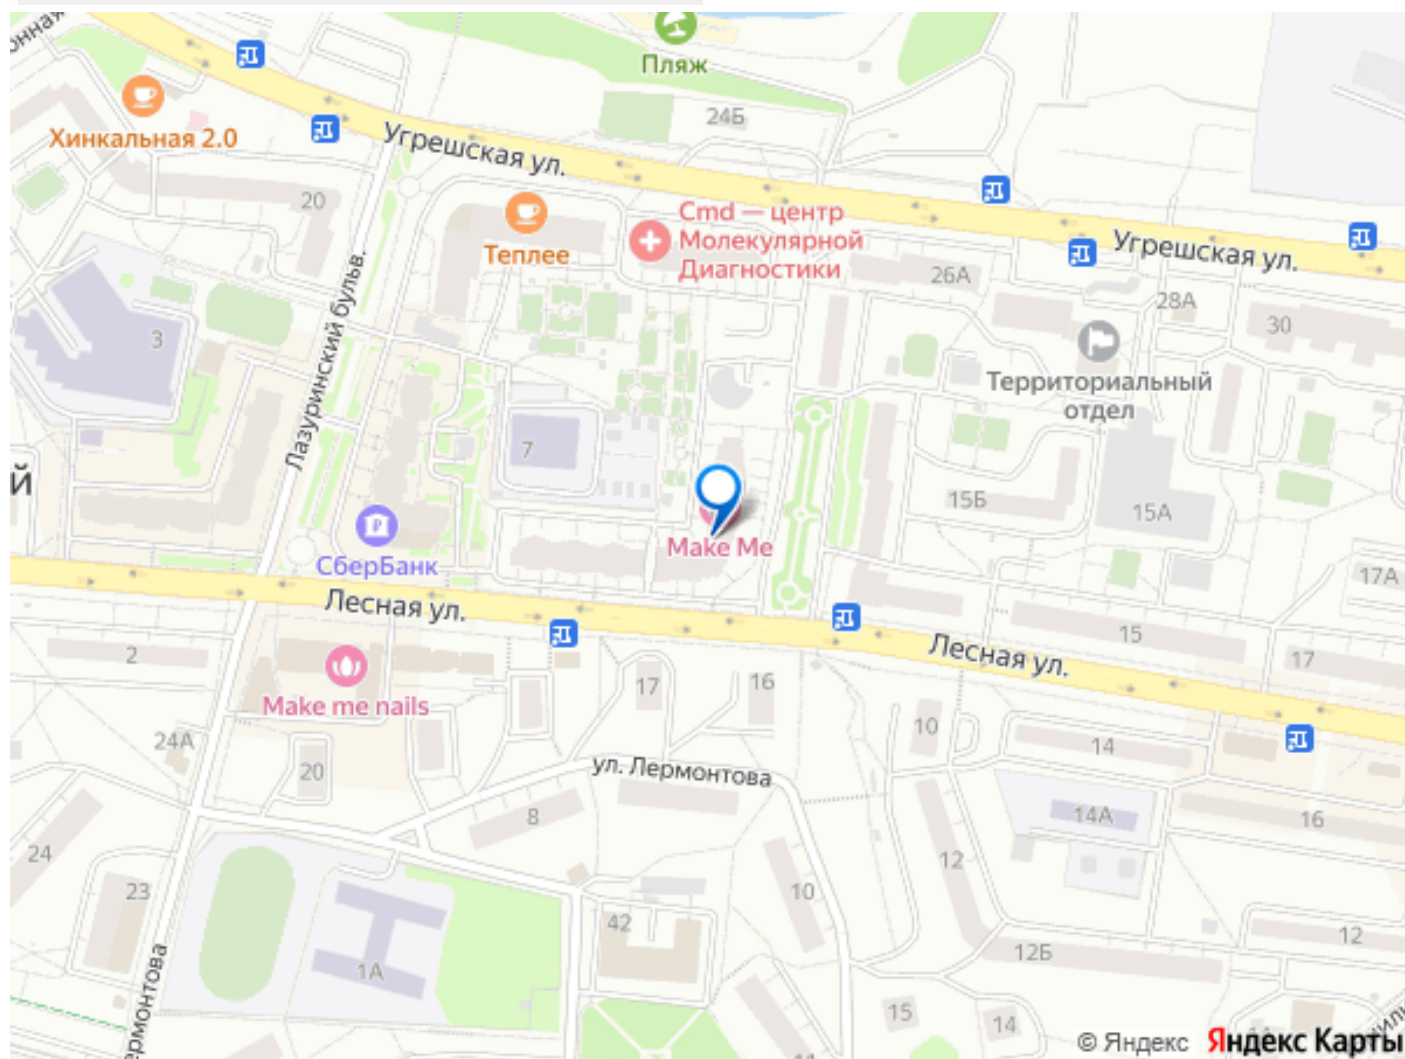 Пляж
24Б
Хинкальная 2.0
Угрешская ул.
20
Cmd — центр
Молекулярной
Диагностики
Теплее
Угрешская ул.
26А
28А
30
3
Лазуринский бульв.
Территориальный
отдел
7
й
15Б
15А
Make Me
СберБанк
17А
Лесная ул.
15
Лесная ул.
2
17
16
17
Make me nails
10
14
24А
20
ул. Лермонтова
8
14А
16
24
12
23
10
42
12
12Б
1А
15
14
© Яндекс Яндекс Карты